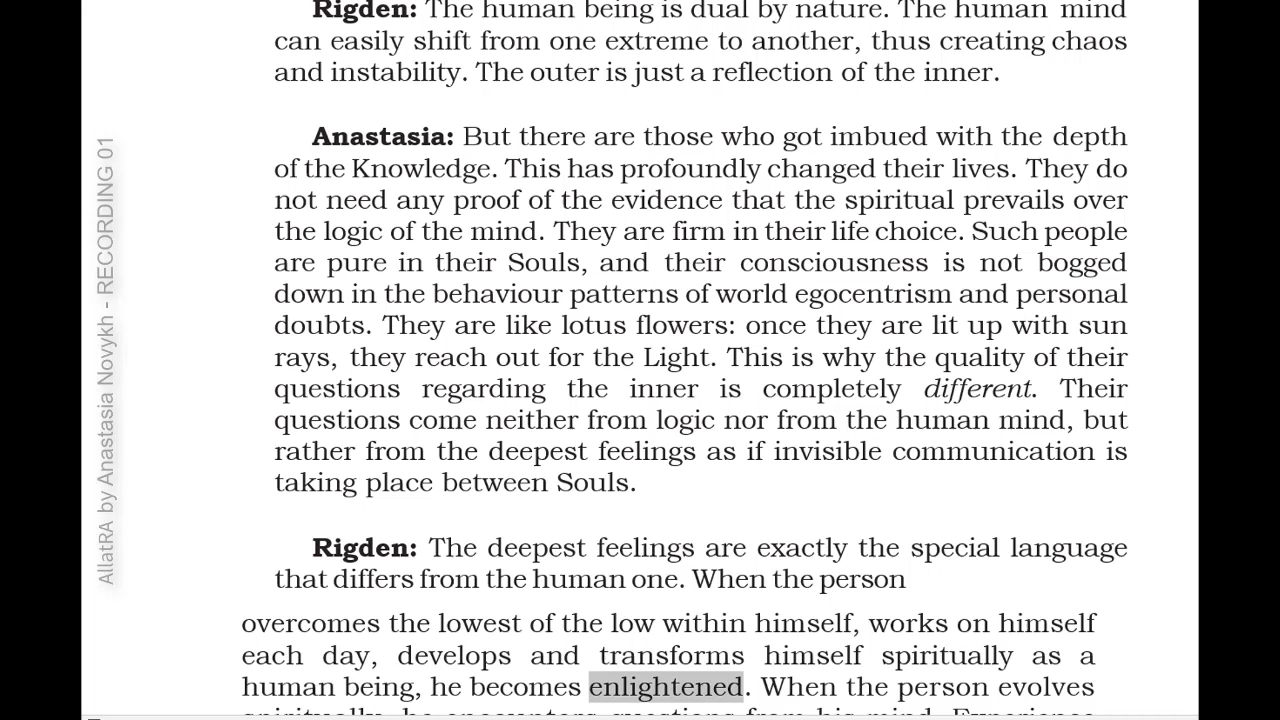 Rigden: The human being is dual by nature. The human mind
can easily shift from one extreme to another, thus creating chaos
and instability. The outer is just a reflection of the inner.
Anastasia: But there are those who got imbued with the depth
of the Knowledge. This has profoundly changed their lives. They do
not need any proof of the evidence that the spiritual prevails over
the logic of the mind. They are firm in their life choice. Such people
are pure in their Souls, and their consciousness is not bogged
down in the behaviour patterns of world egocentrism and personal
doubts. They are like lotus flowers: once they are lit up with sun
rays, they reach out for the Light. This is why the quality of their
questions regarding the inner is completely different. Their
questions come neither from logic nor from the human mind, but
rather from the deepest feelings as if invisible communication is
taking place between Souls.
Rigden: The deepest feelings are exactly the special language
that differs from the human one. When the person
overcomes the lowest of the low within himself, works on himself
each day, develops and transforms himself spiritually as a
human being, he becomes enlightened. When the person evolves
spiritually, he encounters questions from his mind. Experience
AllatRA by Anastasia Novykh - RECORDING 01